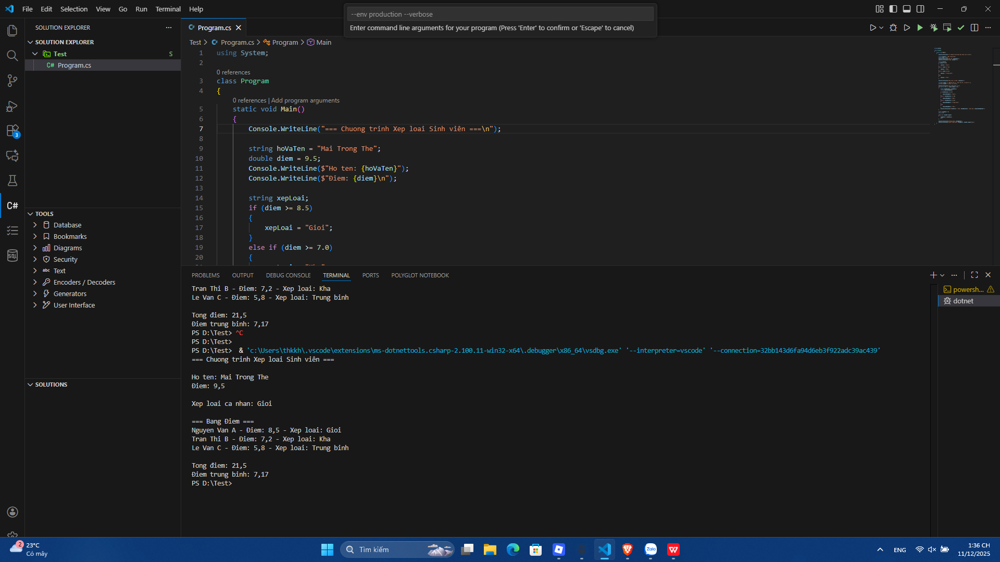 File Edit Selection View Go Run Terminal Help
--env production --verbose
Enter command line arguments for your program (Press 'Enter' to confirm or 'Escape' to cancel)
SOLUTION EXPLORER
SOLUTION EXPLORER
Test S
C# Program.cs
Program.cs
Test > Program.cs > Program > Main
1 using System;
2
0 references
3 class Program
4 {
0 references | Add program arguments
5 static void Main()
6 {
7 Console.WriteLine("=== Chuong trinh Xep loai Sinh viên ===\n");
8
9 string hoVaTen = "Mai Trong The";
10 double diem = 9.5;
11 Console.WriteLine($"Ho ten: {hoVaTen}");
12 Console.WriteLine($"Điem: {diem}\n");
13
14 string xepLoai;
15 if (diem >= 8.5)
16 {
17 xepLoai = "Gioi";
18 }
19 else if (diem >= 7.0)
20 {
3
C#
SQL
TOOLS
Database
Bookmarks
Diagrams
Security
abc Text
Encoders / Decoders
Generators
User Interface
SOLUTIONS
PROBLEMS OUTPUT DEBUG CONSOLE TERMINAL PORTS POLYGLOT NOTEBOOK
powersh...
dotnet
Tran Thi B - Điem: 7,2 - Xep loai: Kha
Le Van C - Điem: 5,8 - Xep loai: Trung binh
Tong điem: 21,5
Điem trung binh: 7,17
PS D:\Test> ^C
PS D:\Test>
PS D:\Test> & 'c:\Users\thkkh\.vscode\extensions\ms-dotnettools.csharp-2.100.11-win32-x64\.debugger\x86_64\vsdbg.exe' '--interpreter=vscode' '--connection=32bb143d6fa94d6eb3f922adc39ac439'
=== Chuong trinh Xep loai Sinh viên ===
Ho ten: Mai Trong The
Điem: 9,5
Xep loai ca nhan: Gioi
=== Bang Điem ===
Nguyen Van A - Điem: 8,5 - Xep loai: Gioi
Tran Thi B - Điem: 7,2 - Xep loai: Kha
Le Van C - Điem: 5,8 - Xep loai: Trung binh
Tong điem: 21,5
Điem trung binh: 7,17
PS D:\Test>
2
23°C
Có mây
Tìm kiếm
Zalo
W
ENG
1:36 CH
11/12/2025